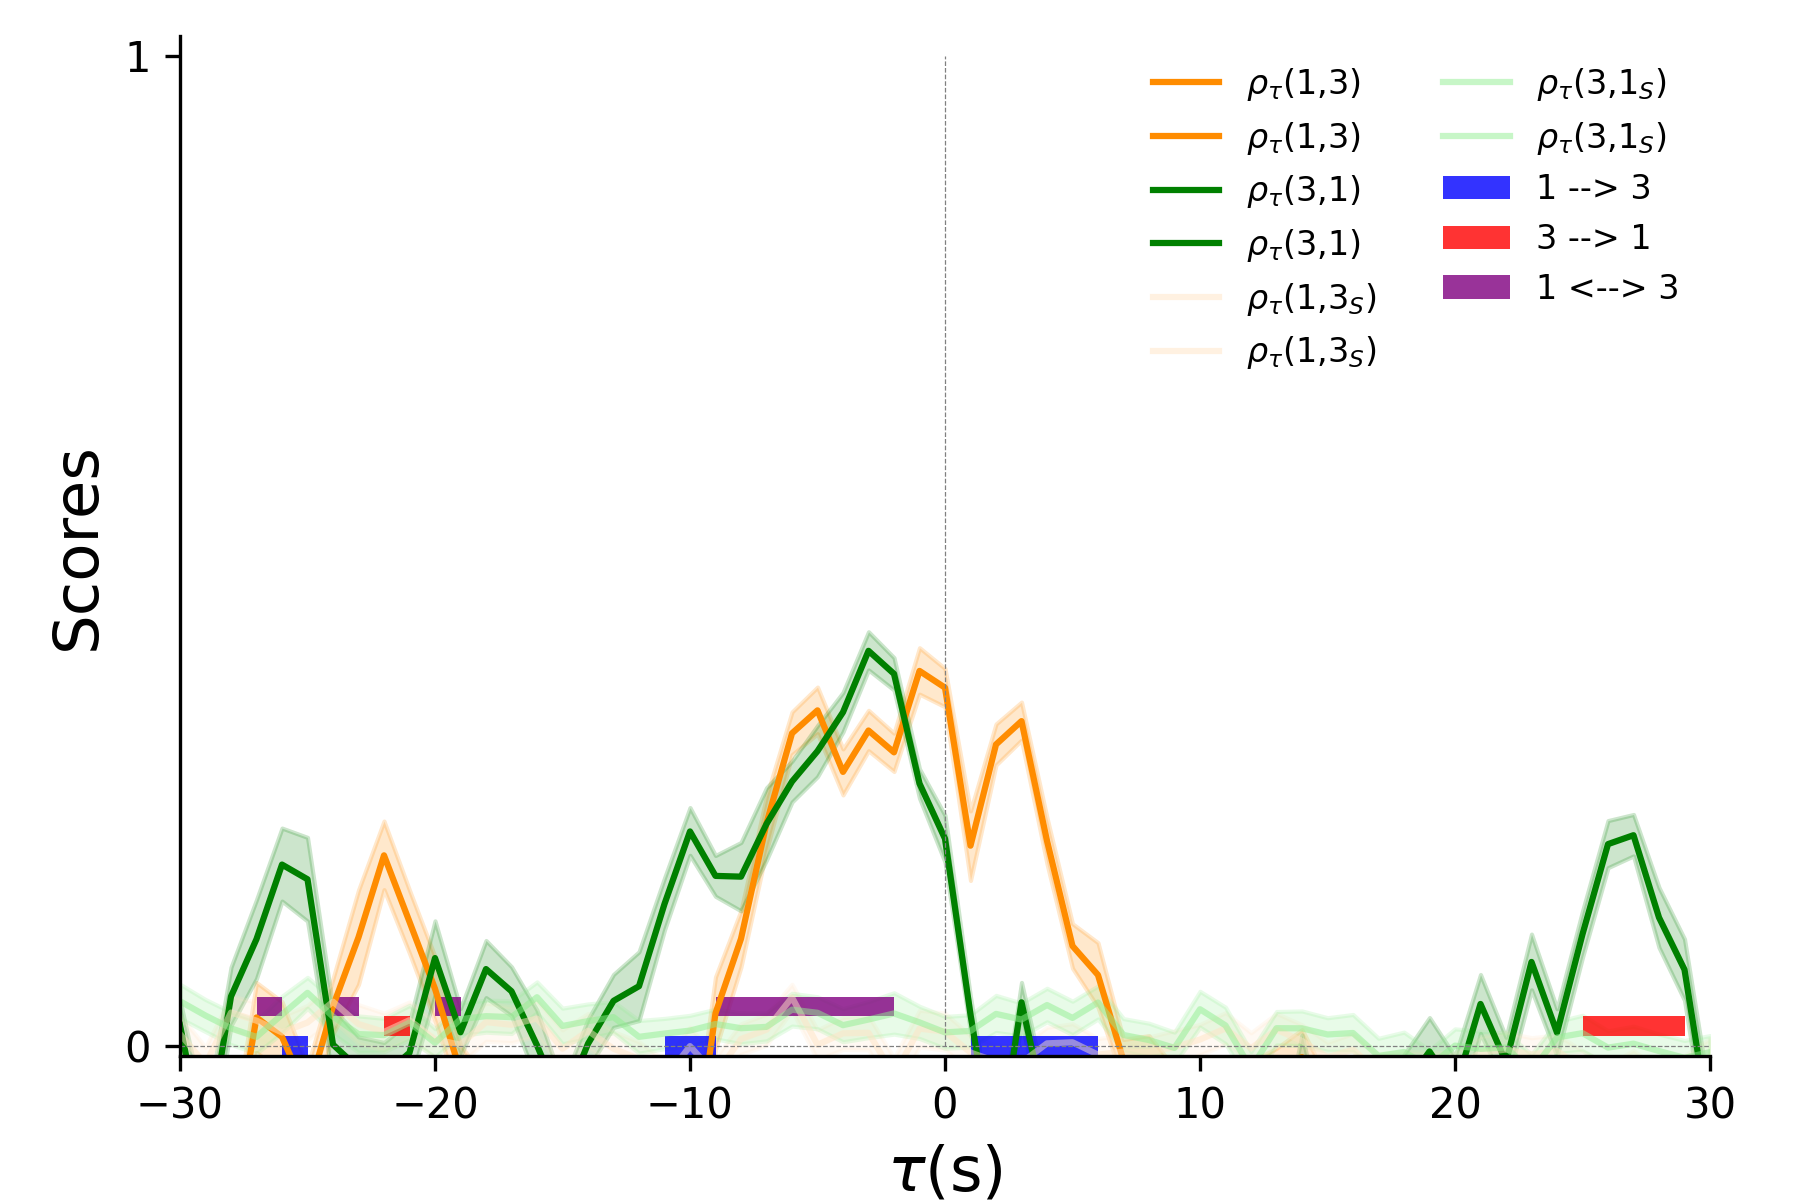 1
ρτ(1,3)
ρτ(1,3)
ρτ(3,1)
ρτ(3,1)
ρτ(1,3S)
ρτ(1,3S)
ρτ(3,1S)
ρτ(3,1S)
1 --> 3
3 --> 1
1 <--> 3
Scores
0
−30 −20 −10 0 10 20 30
τ(s)